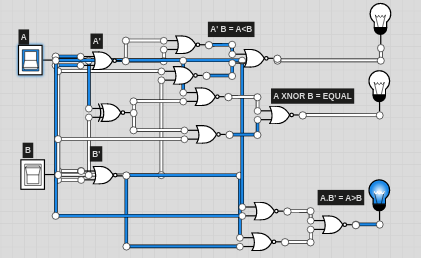 A' B = A<B
A
A'
A XNOR B = EQUAL
B
B'
A.B' = A>B